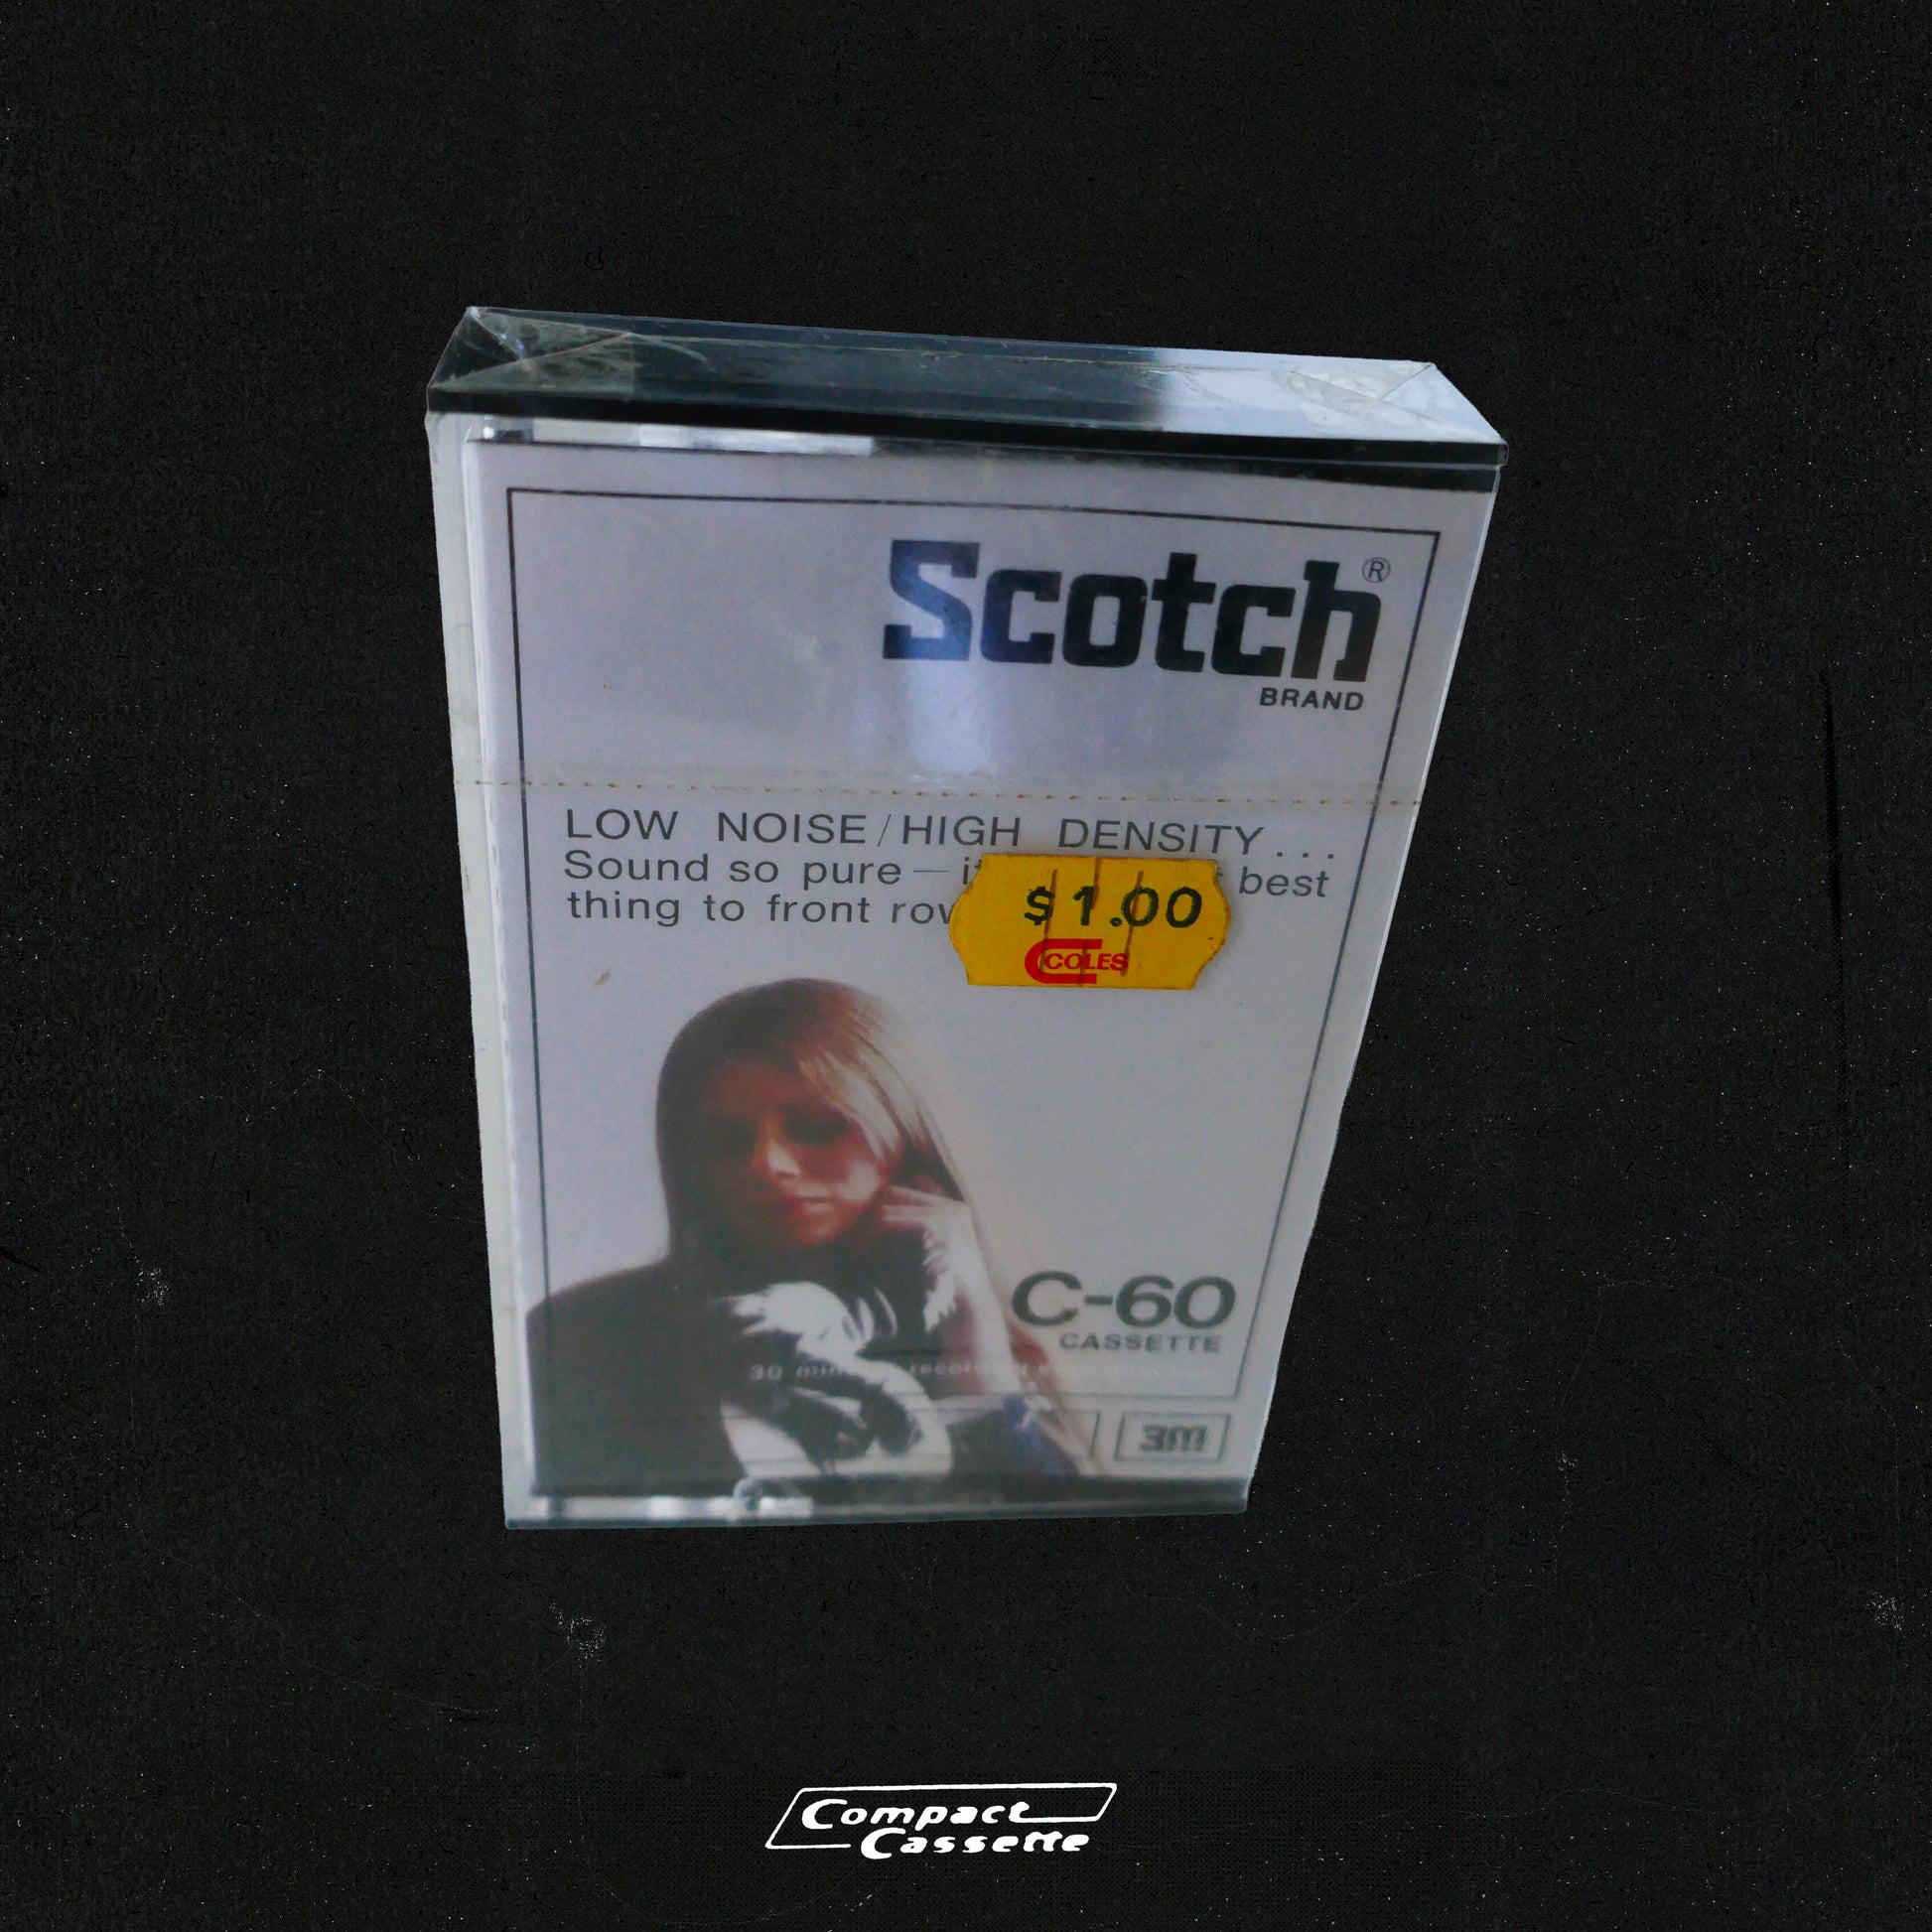 Scotch®
BRAND
LOW NOISE/HIGH DENSITY...
Sound so pure — best
thing to front
$1.00
COLES
C-60
CASSETTE
30
3M
Compact
Cassette